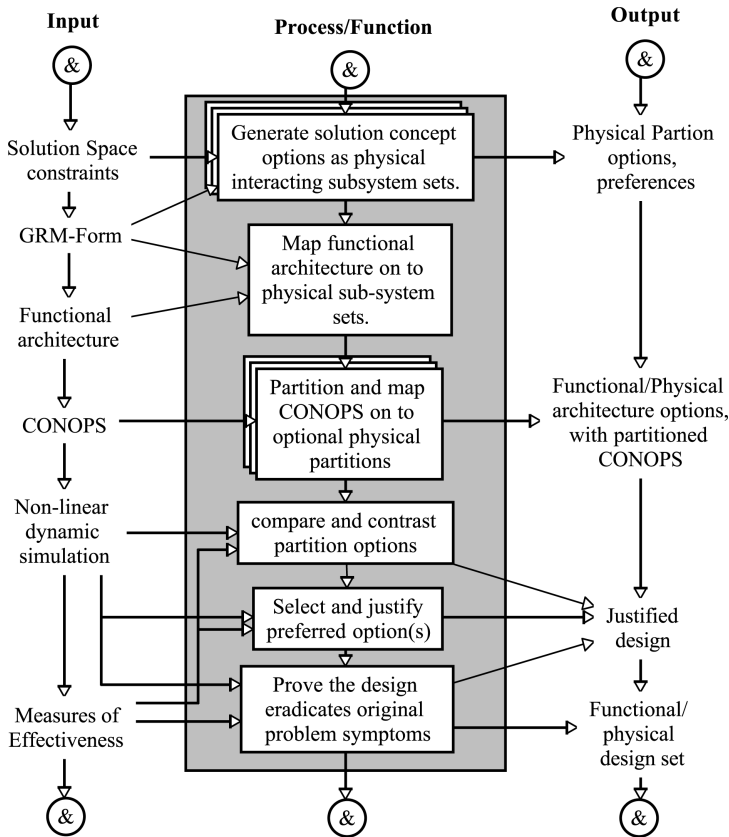 Input
Process/Function
Output
&
&
&
Solution Space
constraints
Generate solution concept
options as physical
interacting subsystem sets.
Physical Partion
options,
preferences
GRM-Form
Map functional
architecture on to
physical sub-system
sets.
Functional
architecture
Partition and map
CONOPS on to
optional physical
partitions
Functional/Physical
architecture options,
with partitioned
CONOPS
CONOPS
Non-linear
dynamic
simulation
compare and contrast
partition options
Select and justify
preferred option(s)
Justified
design
Measures of
Effectiveness
Prove the design
eradicates original
problem symptoms
Functional/
physical
design set
&
&
&